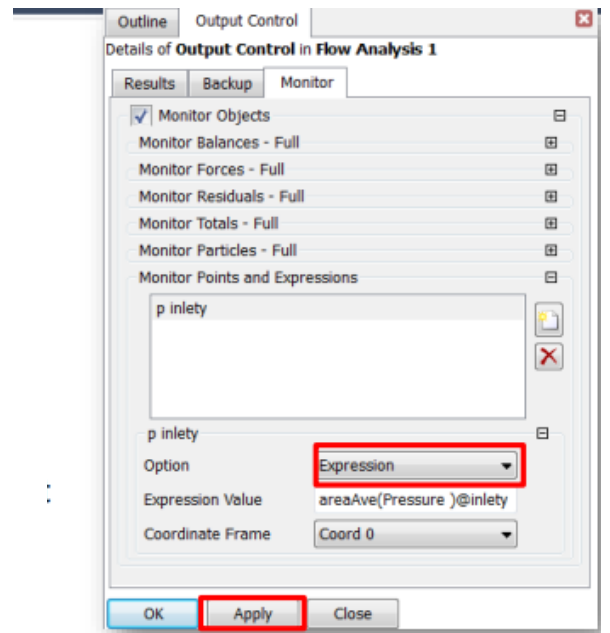 Outline Output Control
Details of Output Control in Flow Analysis 1
Results Backup Monitor
Monitor Objects
Monitor Balances - Full
Monitor Forces - Full
Monitor Residuals - Full
Monitor Totals - Full
Monitor Particles - Full
Monitor Points and Expressions
p inlety
p inlety
Option Expression
Expression Value areaAve(Pressure )@inlety
Coordinate Frame Coord 0
:
OK Apply Close